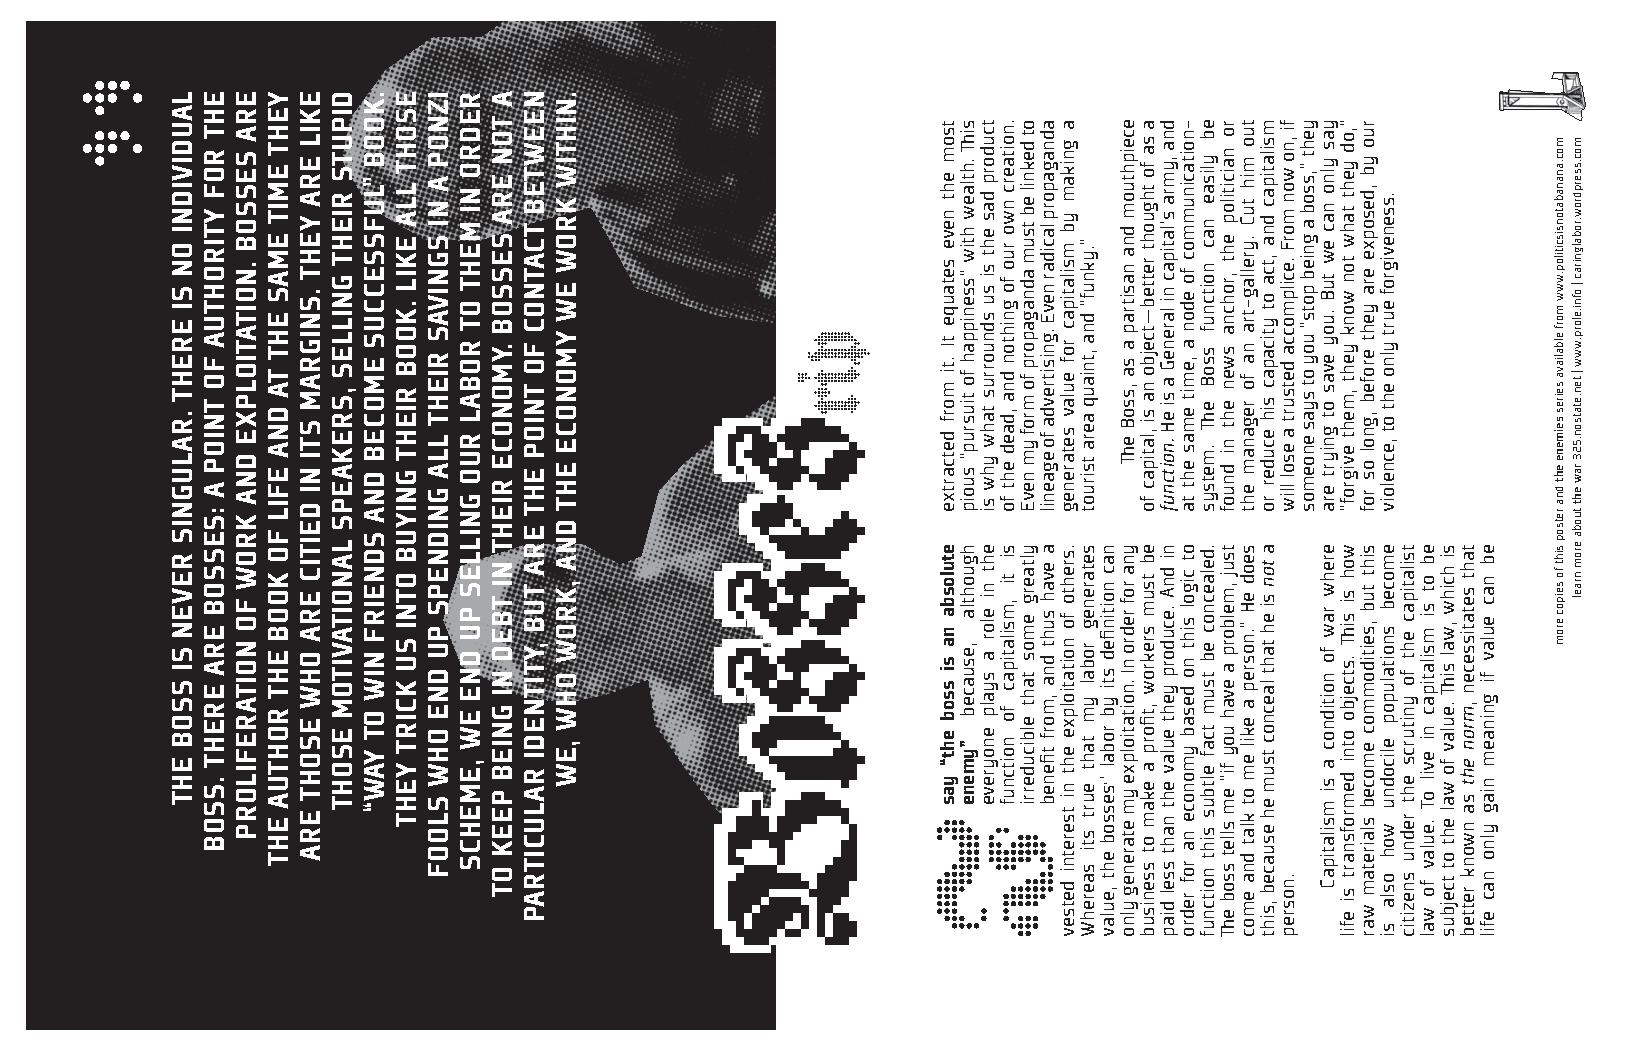 THE BOSS IS NEVER SINGULAR. THERE IS NO INDIVIDUAL
BOSS. THERE ARE BOSSES: A POINT OF AUTHORITY FOR THE
PROLIFERATION OF WORK AND EXPLOITATION. BOSSES ARE
THE AUTHOR THE BOOK OF LIFE AND AT THE SAME TIME THEY
ARE THOSE WHO ARE CITIED IN ITS MARGINS. THEY ARE LIKE
THOSE MOTIVATIONAL SPEAKERS, SELLING THEIR STUPID
“WAY TO WIN FRIENDS AND BECOME SUCCESSFUL” BOOK.
THEY TRICK US INTO BUYING THEIR BOOK. LIKE ALL THOSE
FOOLS WHO END UP SPENDING ALL THEIR SAVINGS IN A PONZI
SCHEME, WE END UP SELLING OUR LABOR TO THEM IN ORDER
TO KEEP BEING IN DEBT IN THEIR ECONOMY. BOSSES ARE NOT A
PARTICULAR IDENTITY, BUT ARE THE POINT OF CONTACT BETWEEN
WE, WHO WORK, AND THE ECONOMY WE WORK WITHIN.
BOSSES
say “the boss is an absolute
enemy” because, although
everyone plays a role in the
function of capitalism, it is
irreducible that some greatly
benefit from, and thus have a
vested interest in the exploitation of others.
Whereas its true that my labor generates
value, the bosses' labor by its definition can
only generate my exploitation. In order for any
business to make a profit, workers must be
paid less than the value they produce. And in
order for an economy based on this logic to
function this subtle fact must be concealed.
The boss tells me "if you have a problem, just
come and talk to me like a person." He does
this, because he must conceal that he is not a
person.
Capitalism is a condition of war where
life is transformed into objects. This is how
raw materials become commodities, but this
is also how undocile populations become
citizens under the scrutiny of the capitalist
law of value. To live in capitalism is to be
subject to the law of value. This law, which is
better known as the norm, necessitates that
life can only gain meaning if value can be
extracted from it. It equates even the most
pious "pursuit of happiness" with wealth. This
is why what surrounds us is the sad product
of the dead, and nothing of our own creation.
Even my form of propaganda must be linked to
lineage of advertising. Even radical propaganda
generates value for capitalism by making a
tourist area quaint, and "funky."
The Boss, as a partisan and mouthpiece
of capital, is an object—better thought of as a
function. He is a General in capital's army, and
at the same time, a node of communication-
system. The Boss function can easily be
found in the news anchor, the politician or
the manager of an art-gallery. Cut him out
or reduce his capacity to act, and capitalism
will lose a trusted accomplice. From now on, if
someone says to you "stop being a boss," they
are trying to save you. But we can only say
"forgive them, they know not what they do,"
for so long, before they are exposed, by our
violence, to the only true forgiveness.
more copies of this poster and the enemies series available from www.politicsisnotabanana.com
learn more about the war 325.nostate.net | www.prole.info | caringlabor.wordpress.com